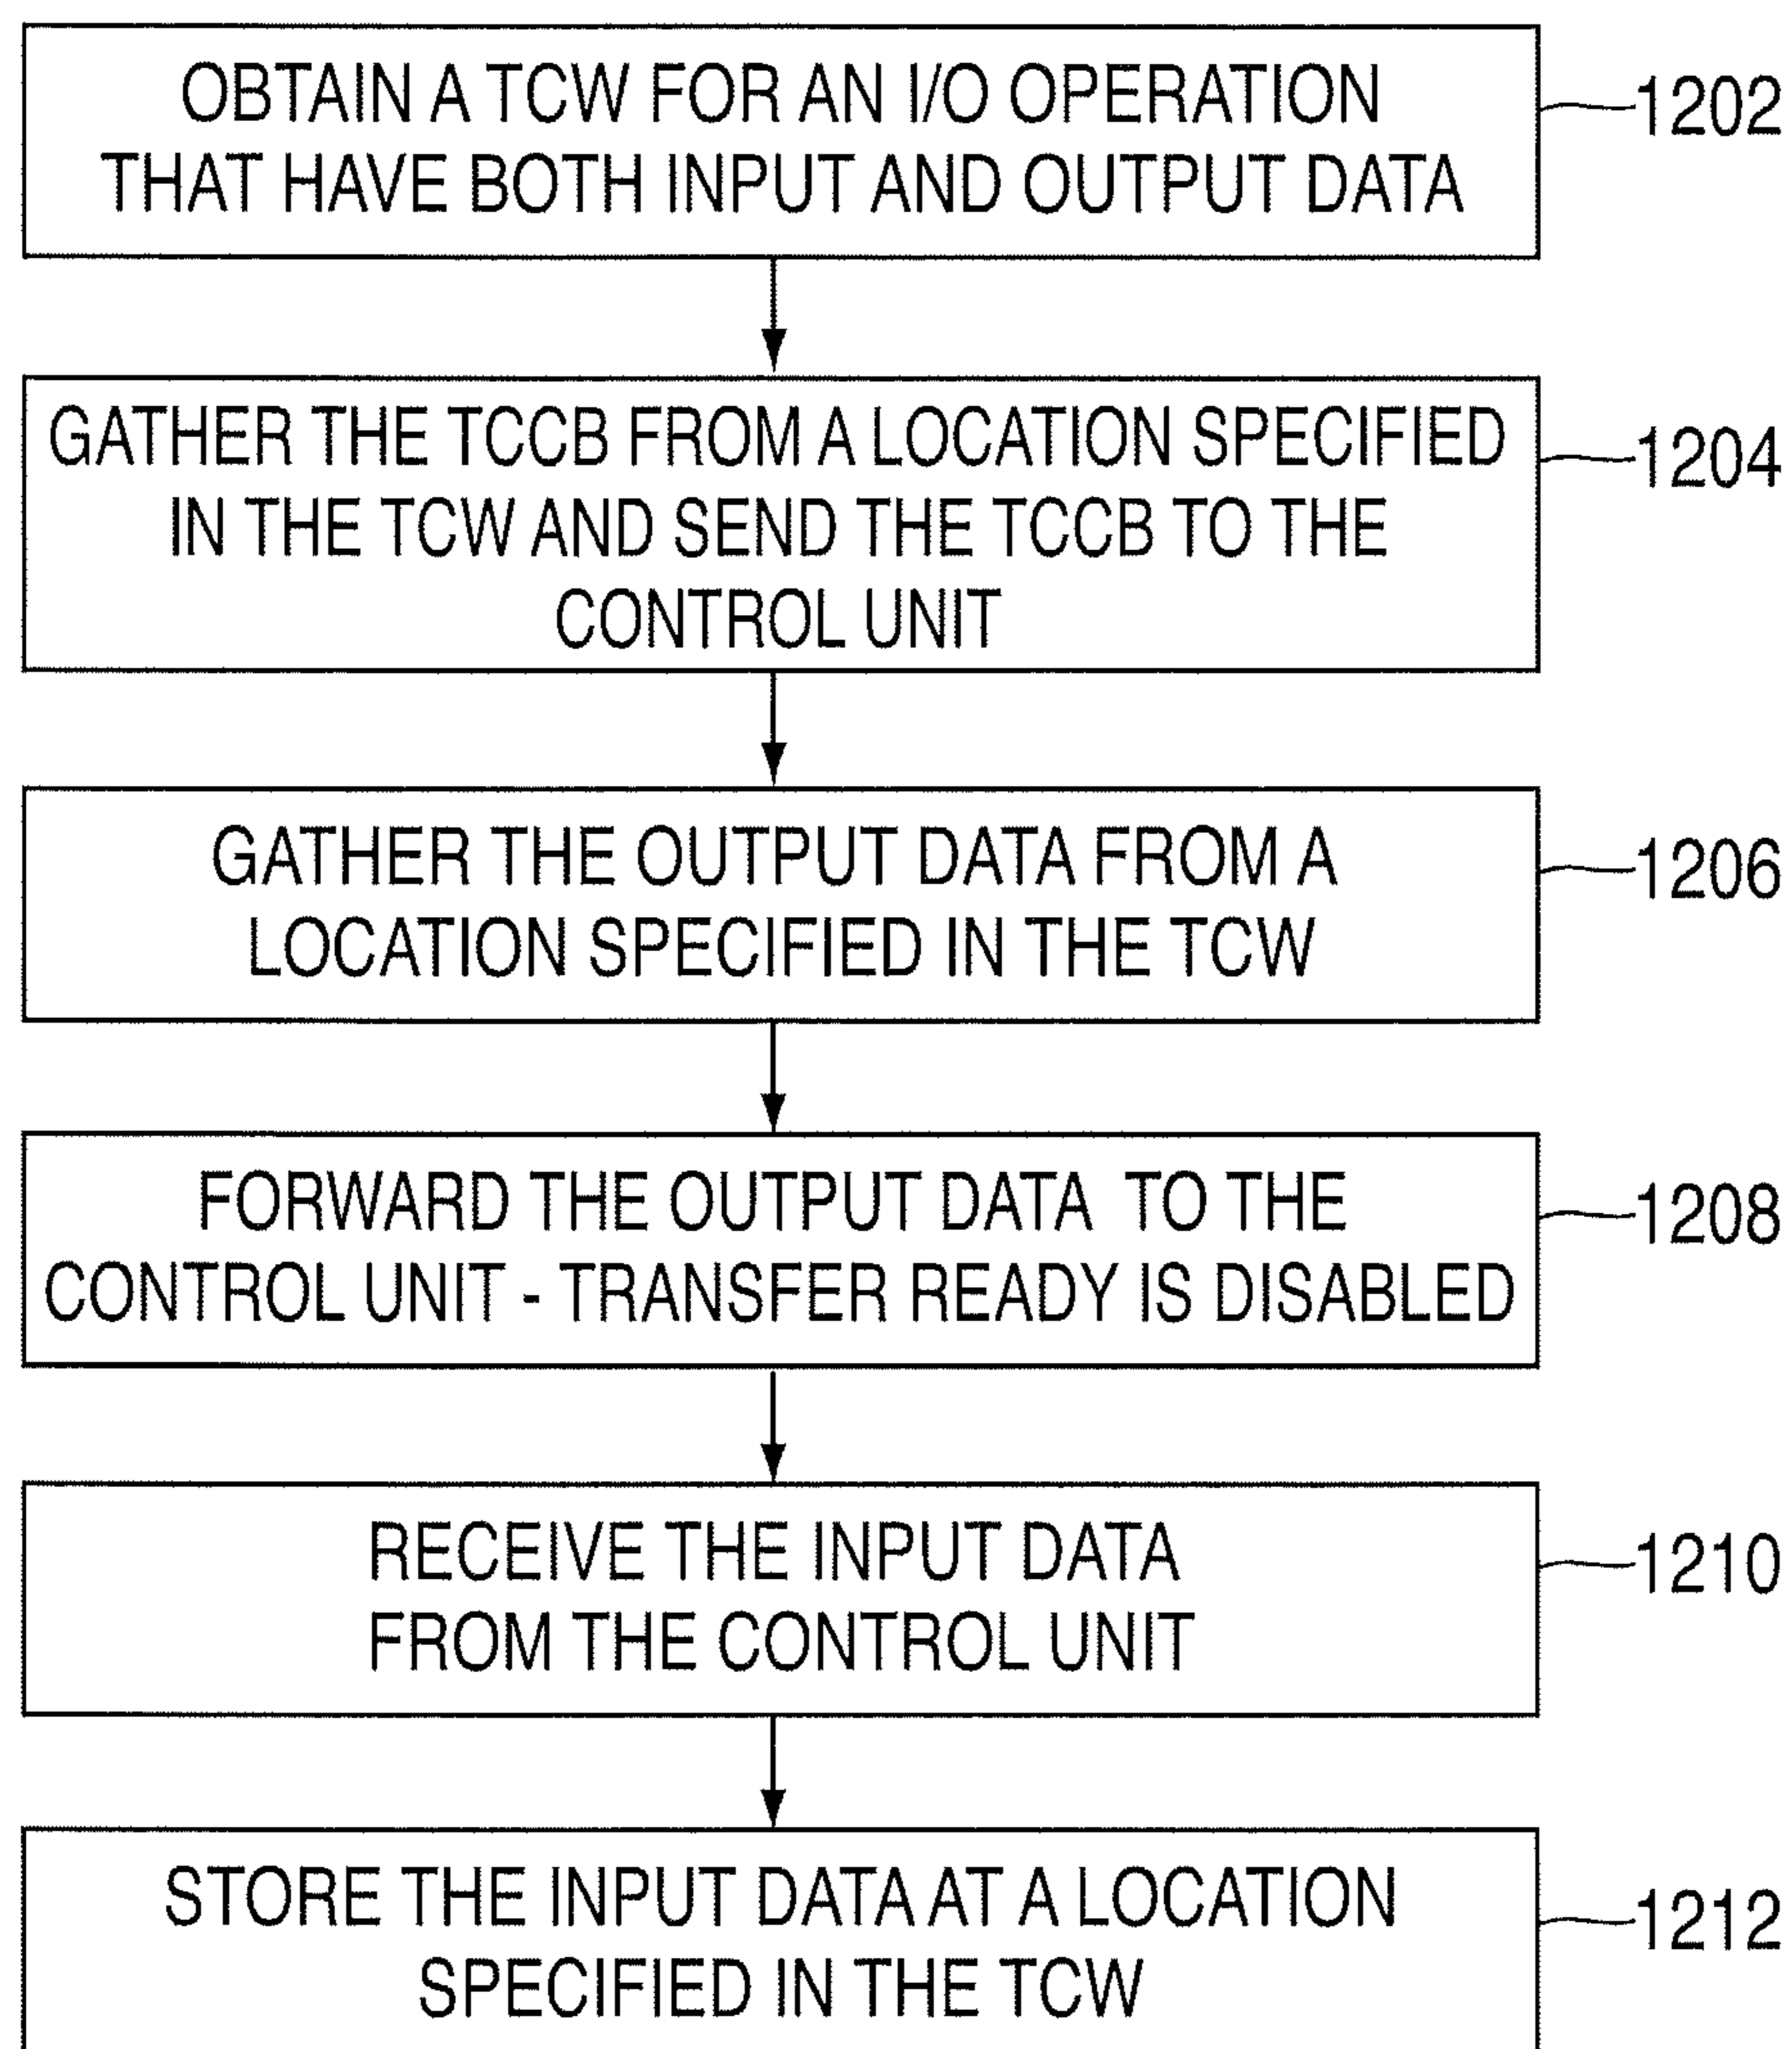 OBTAIN A TCW FOR AN I/O OPERATION
THAT HAVE BOTH INPUT AND OUTPUT DATA
1202
GATHER THE TCCB FROM A LOCATION SPECIFIED
IN THE TCW AND SEND THE TCCB TO THE
CONTROL UNIT
1204
GATHER THE OUTPUT DATA FROM A
LOCATION SPECIFIED IN THE TCW
1206
FORWARD THE OUTPUT DATA TO THE
CONTROL UNIT - TRANSFER READY IS DISABLED
1208
RECEIVE THE INPUT DATA
FROM THE CONTROL UNIT
1210
STORE THE INPUT DATA AT A LOCATION
SPECIFIED IN THE TCW
1212